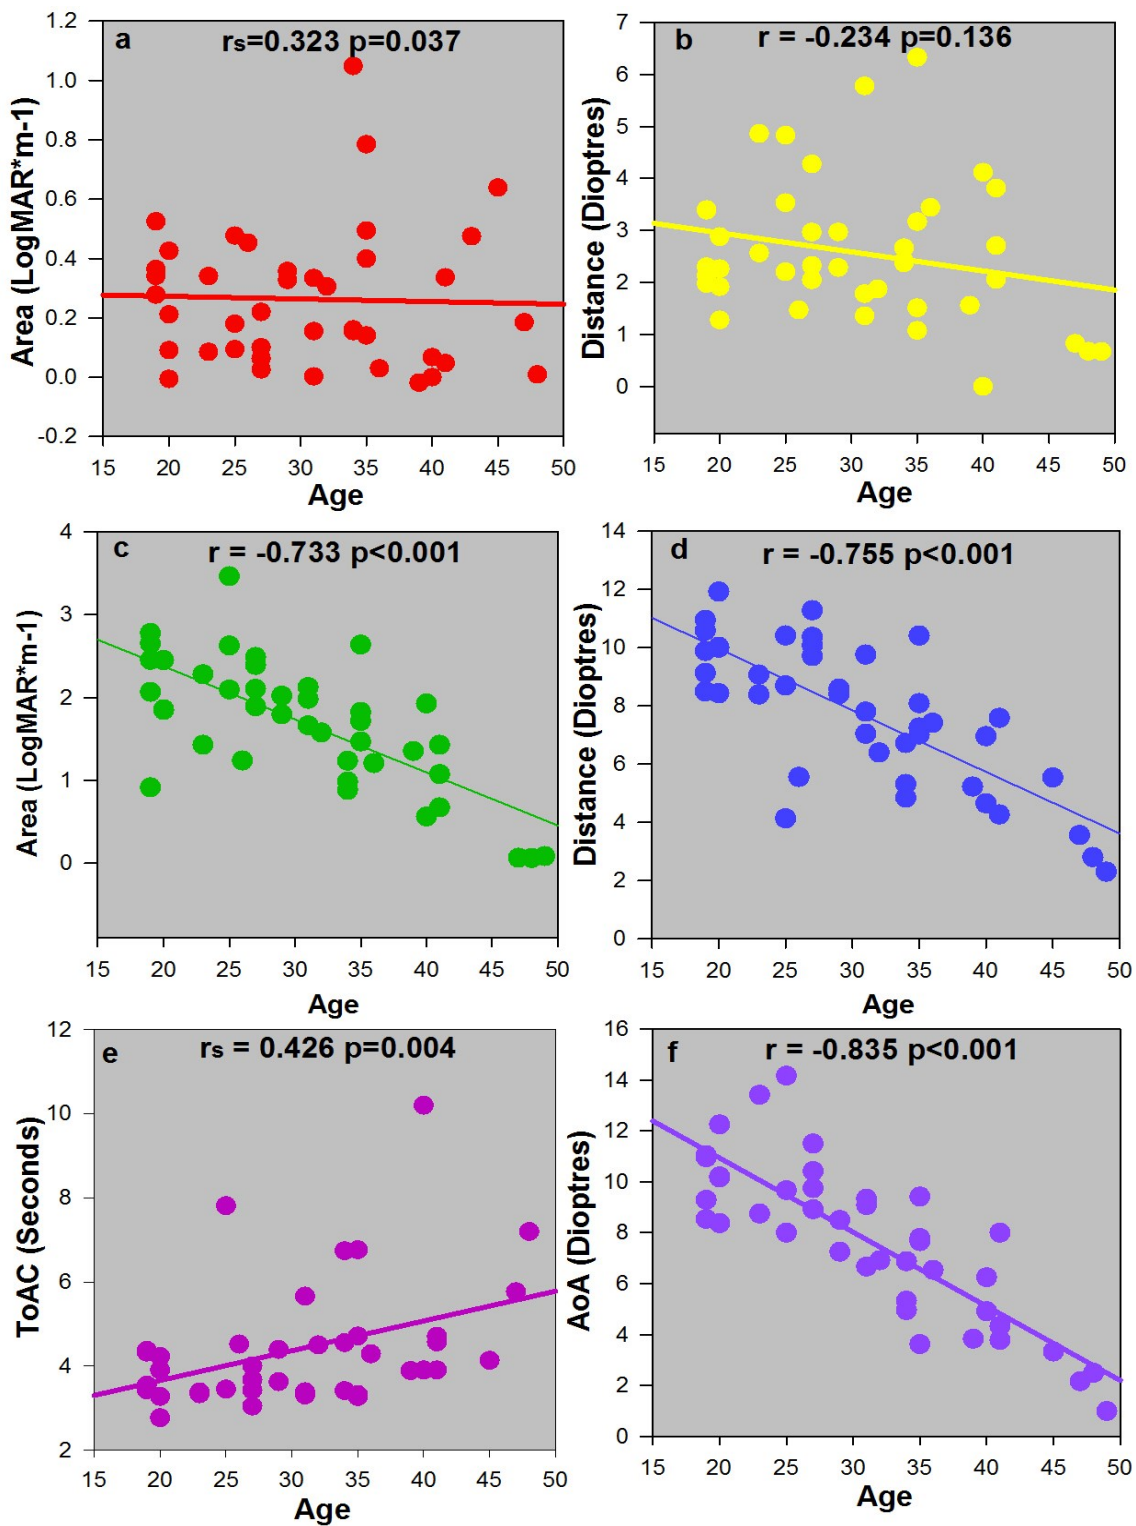 a
rs=0.323 p=0.037
Area (LogMAR*m-1)
1.2
1.0
0.8
0.6
0.4
0.2
0.0
-0.2
15 20 25 30 35 40 45 50
Age
b
r = -0.234 p=0.136
Distance (Dioptres)
7
6
5
4
3
2
1
0
15 20 25 30 35 40 45 50
Age
c
r = -0.733 p<0.001
Area (LogMAR*m-1)
4
3
2
1
0
15 20 25 30 35 40 45 50
Age
d
r = -0.755 p<0.001
Distance (Dioptres)
14
12
10
8
6
4
2
0
15 20 25 30 35 40 45 50
Age
e
rs = 0.426 p=0.004
ToAC (Seconds)
12
10
8
6
4
2
15 20 25 30 35 40 45 50
Age
f
r = -0.835 p<0.001
AoA (Dioptres)
16
14
12
10
8
6
4
2
0
15 20 25 30 35 40 45 50
Age